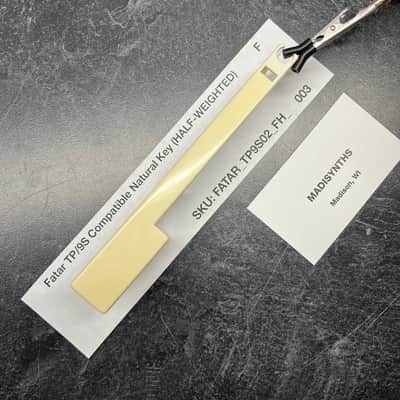 Fatar TP/9S Compatible Natural Key (HALF-WEIGHTED) F
SKU: FATAR_TP9S02_FH_ 003
MADISYNTHS
Madison, WI